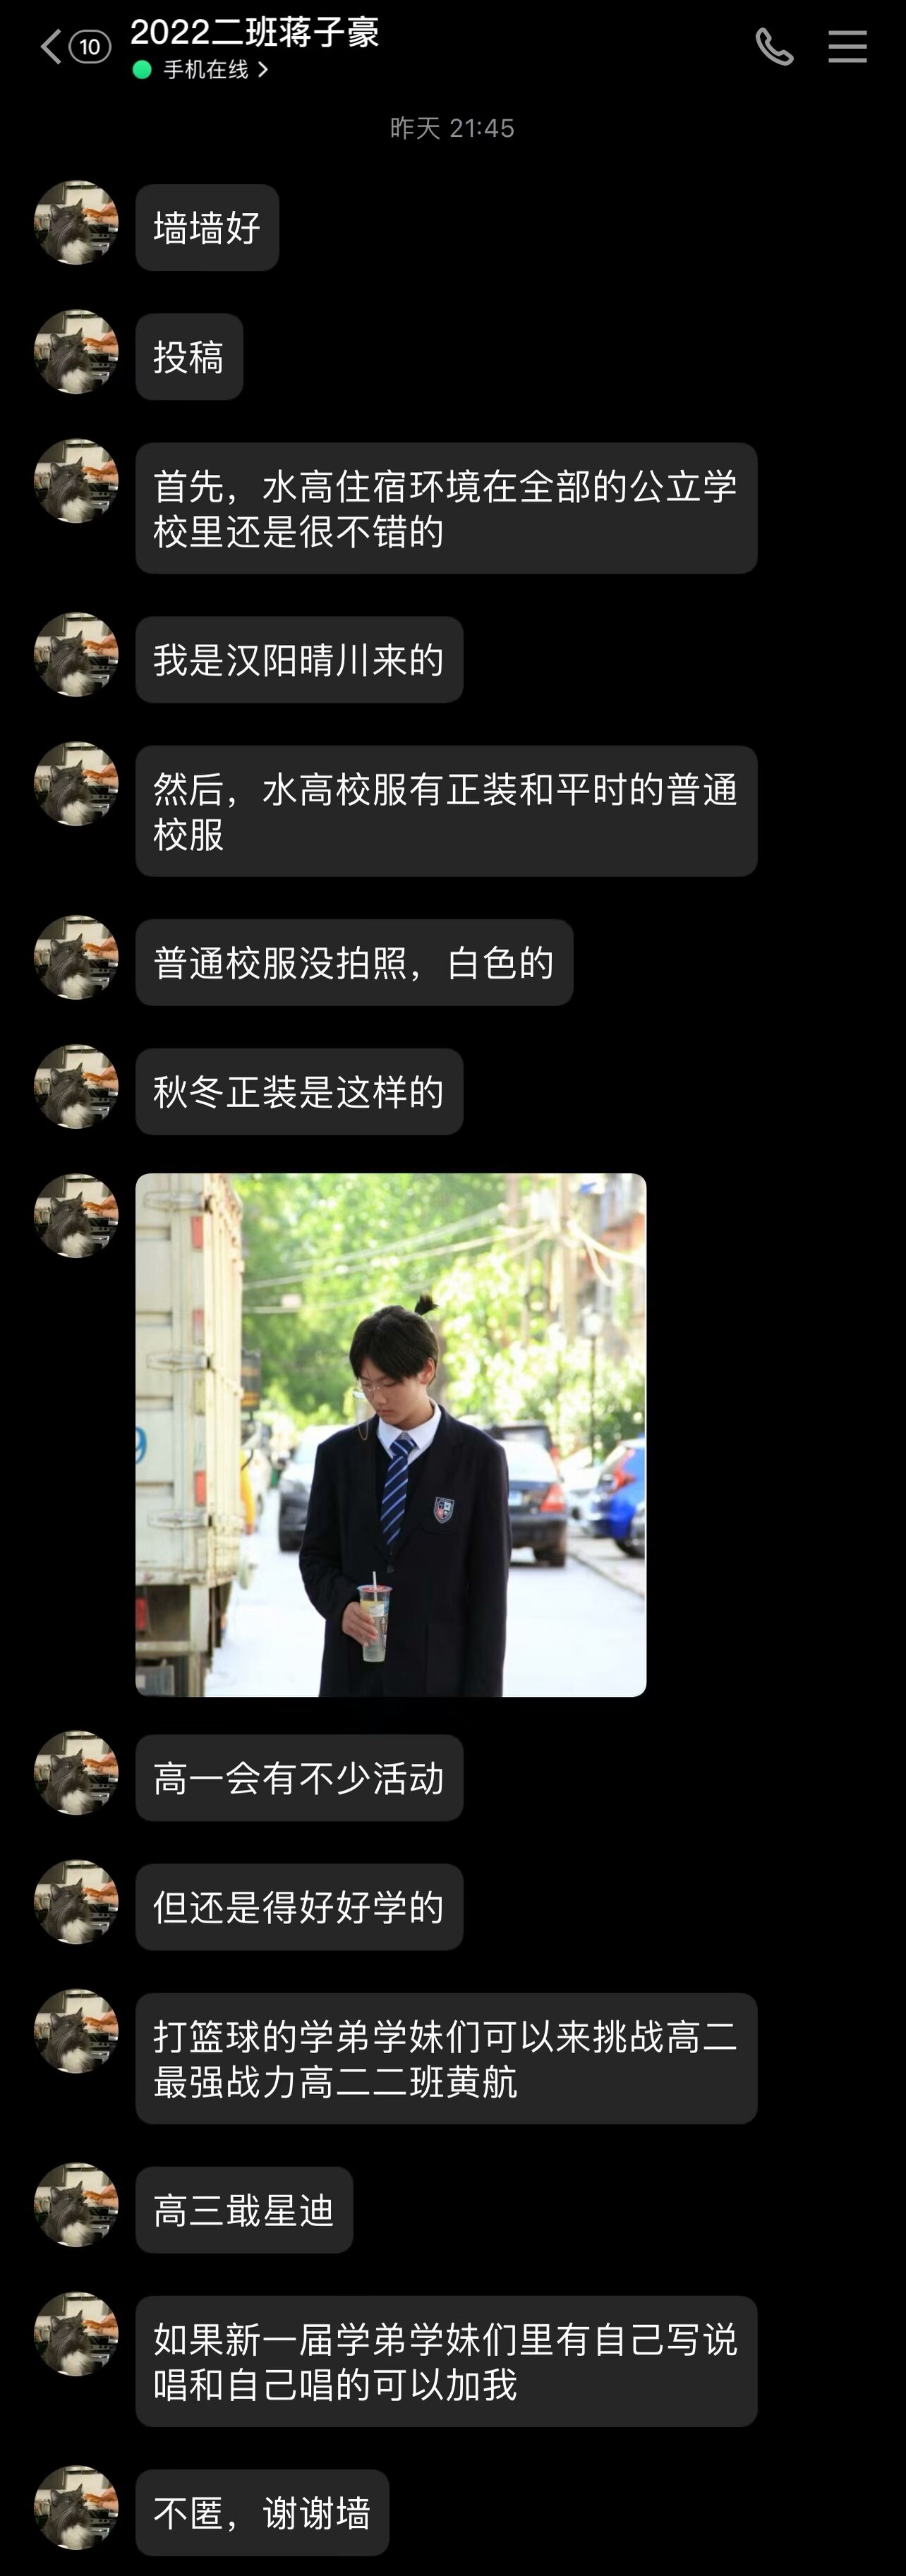 10
2022二班蒋子豪
手机在线
昨天 21:45
墙墙好
投稿
首先，水高住宿环境在全部的公立学
校里还是很不错的
我是汉阳晴川来的
然后，水高校服有正装和平时的普通
校服
普通校服没拍照，白色的
秋冬正装是这样的
9
高一会有不少活动
但还是得好好学的
打篮球的学弟学妹们可以来挑战高二
最强战力高二二班黄航
高三戢星迪
如果新一届学弟学妹们里有自己写说
唱和自己唱的可以加我
不匿，谢谢墙